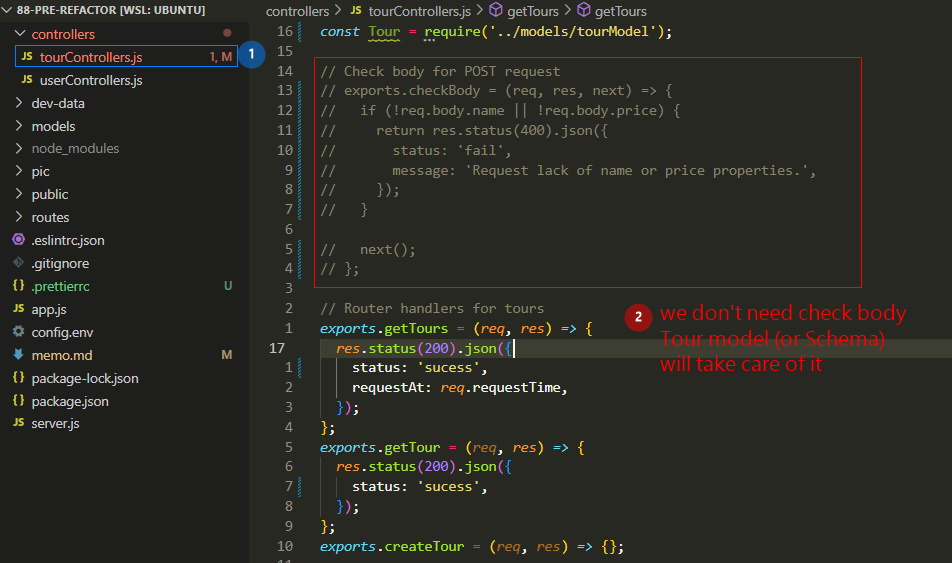 88-PRE-REFACTOR [WSL: UBUNTU]
controllers
JS tourControllers.js 1, M
1
JS userControllers.js
dev-data
models
node_modules
pic
public
routes
.eslintrc.json
.gitignore
{} .prettierrc U
JS app.js
config.env
memo.md M
{} package-lock.json
{} package.json
JS server.js
controllers > JS tourControllers.js > getTours > getTours
16 const Tour = require('../models/tourModel');
15
14 // Check body for POST request
13 // exports.checkBody = (req, res, next) => {
12 //   if (!req.body.name || !req.body.price) {
11 //     return res.status(400).json({
10 //       status: 'fail',
9 //       message: 'Request lack of name or price properties.',
8 //     });
7 //   }
6
5 //   next();
4 // };
3
2 // Router handlers for tours
1 exports.getTours = (req, res) => {
17   res.status(200).json({
1     status: 'sucess',
2     requestAt: req.requestTime,
3   });
4 };
5 exports.getTour = (req, res) => {
6   res.status(200).json({
7     status: 'sucess',
8   });
9 };
10 exports.createTour = (req, res) => {};
2
we don't need check body
Tour model (or Schema)
will take care of it